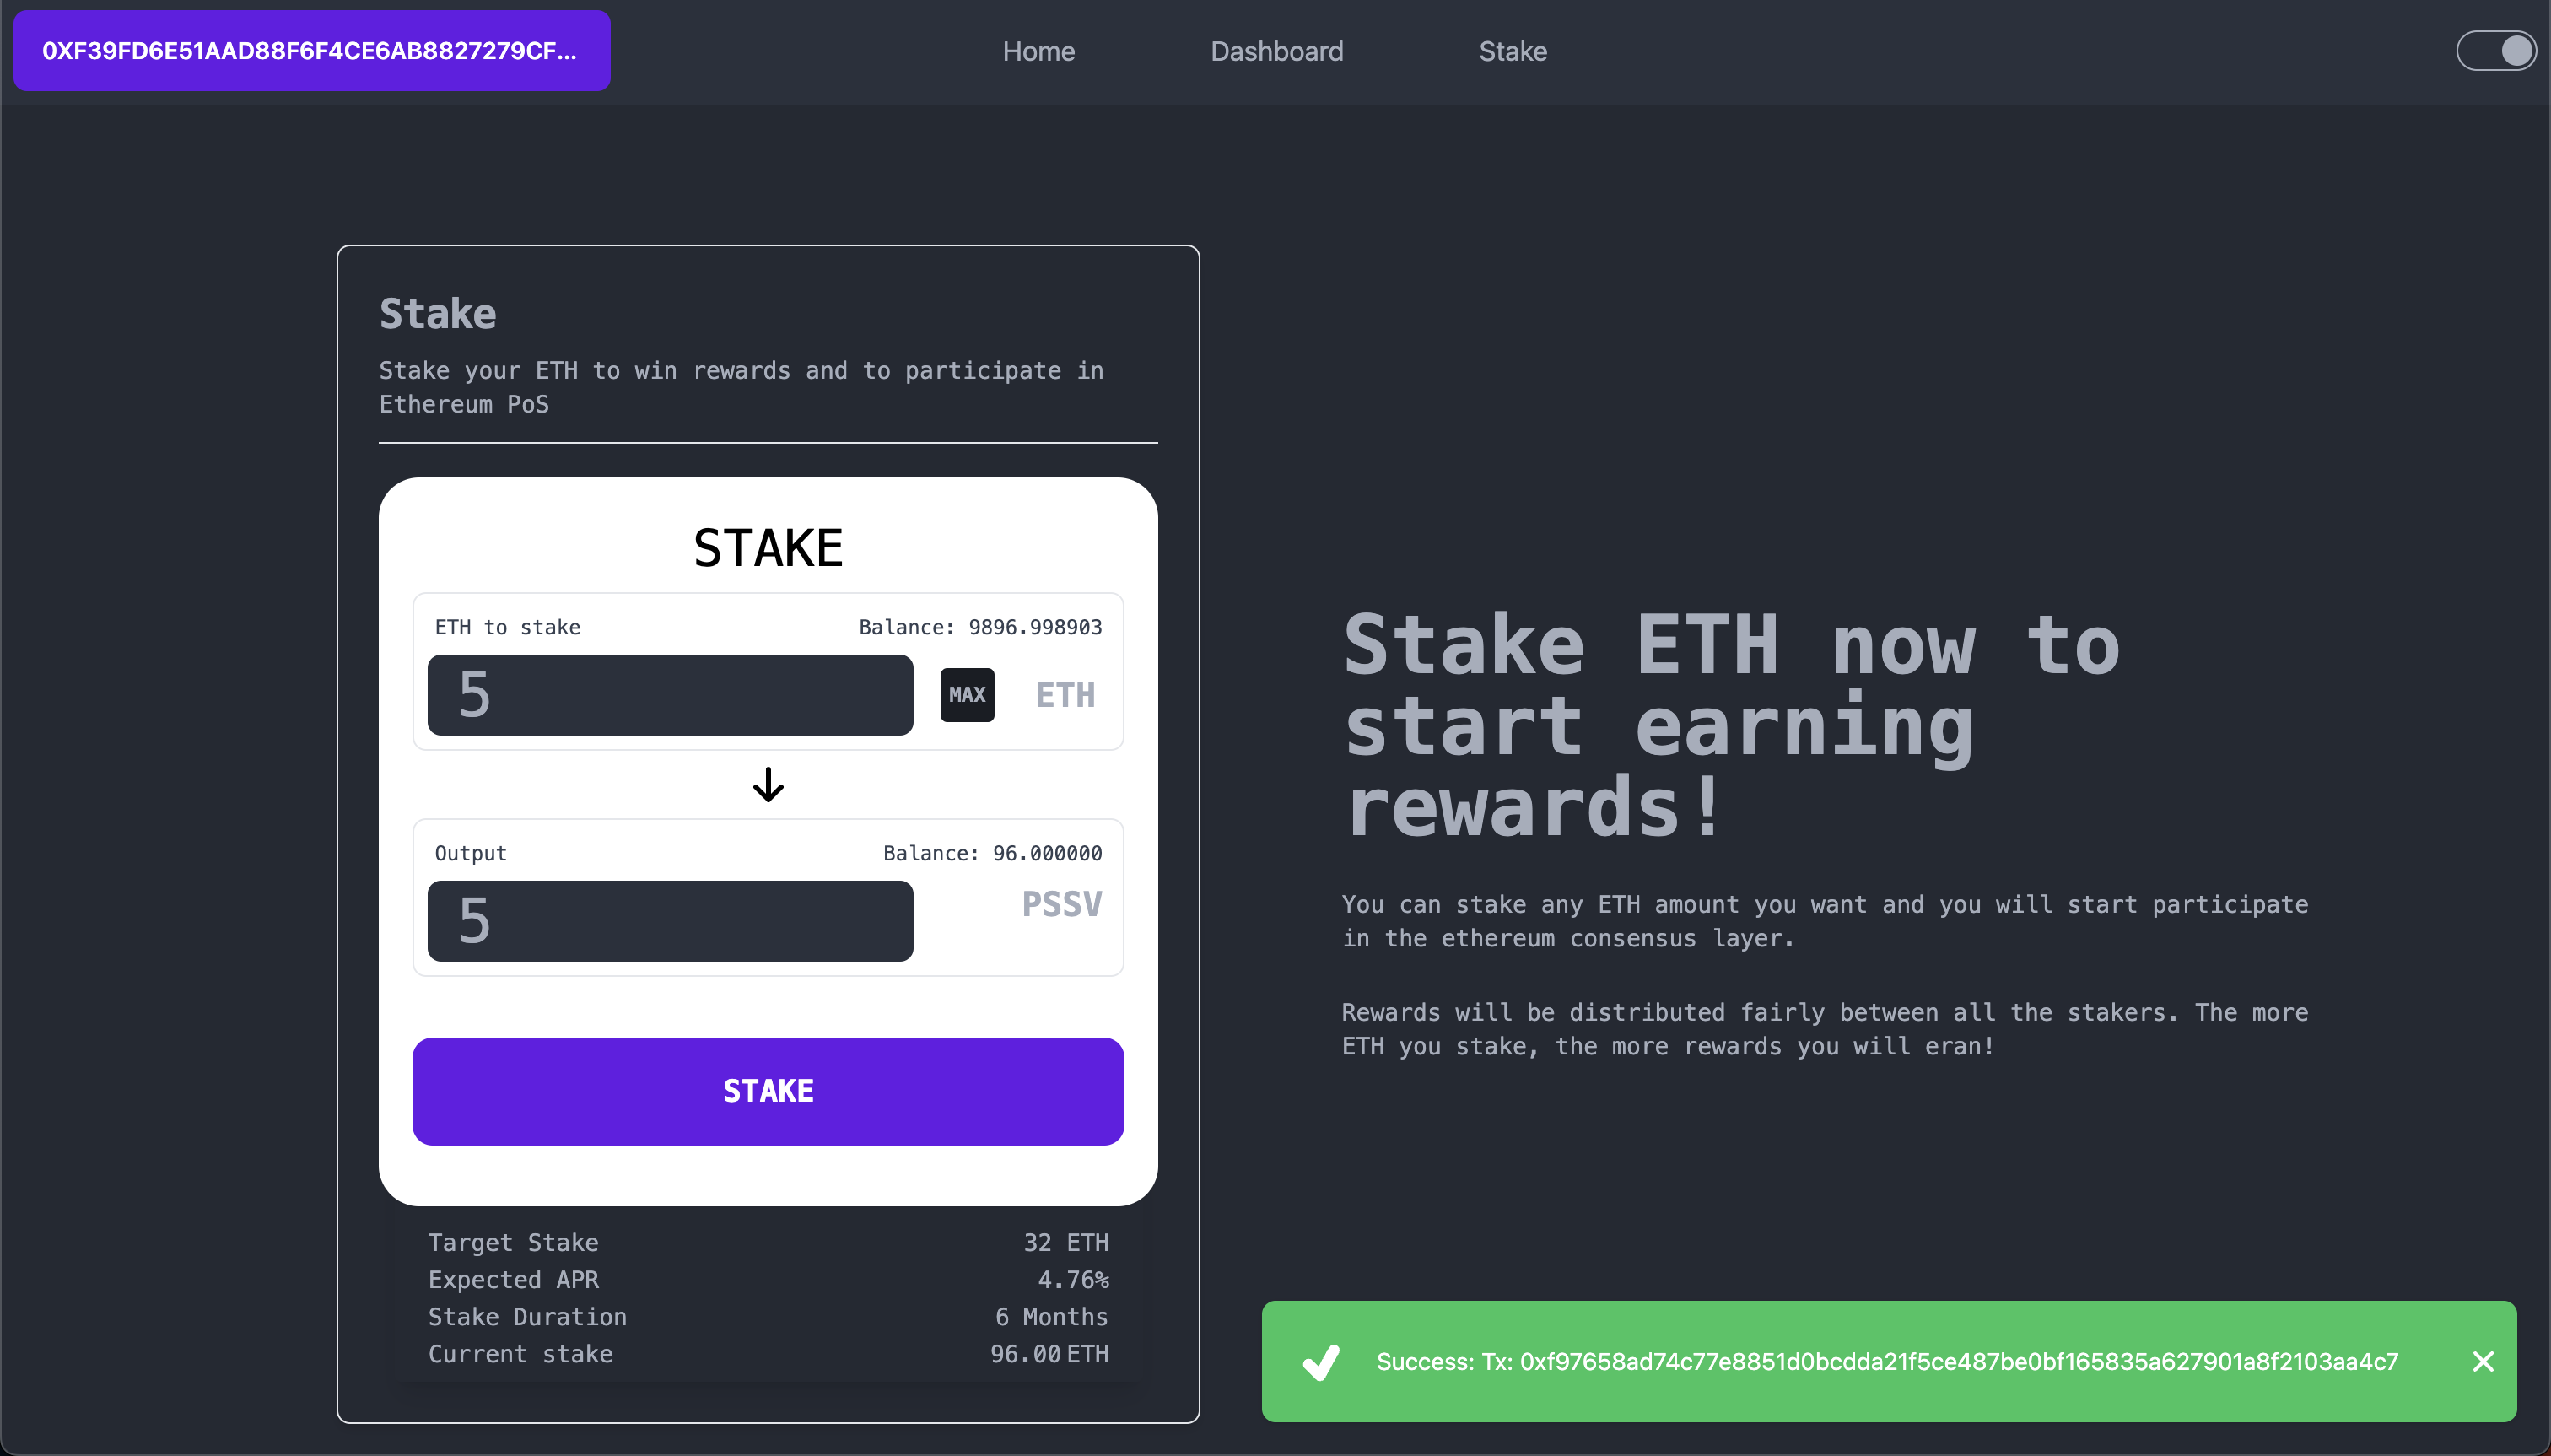 0XF39FD6E51AAD88F6F4CE6AB8827279CF...
Home
Dashboard
Stake
Stake
Stake your ETH to win rewards and to participate in
Ethereum PoS
STAKE
ETH to stake
Balance: 9896.998903
5
MAX
ETH
Output
Balance: 96.000000
5
PSSV
STAKE
Target Stake 32 ETH
Expected APR 4.76%
Stake Duration 6 Months
Current stake 96.00 ETH
Stake ETH now to
start earning
rewards!
You can stake any ETH amount you want and you will start participate
in the ethereum consensus layer.
Rewards will be distributed fairly between all the stakers. The more
ETH you stake, the more rewards you will eran!
Success: Tx: 0xf97658ad74c77e8851d0bcdda21f5ce487be0bf165835a627901a8f2103aa4c7